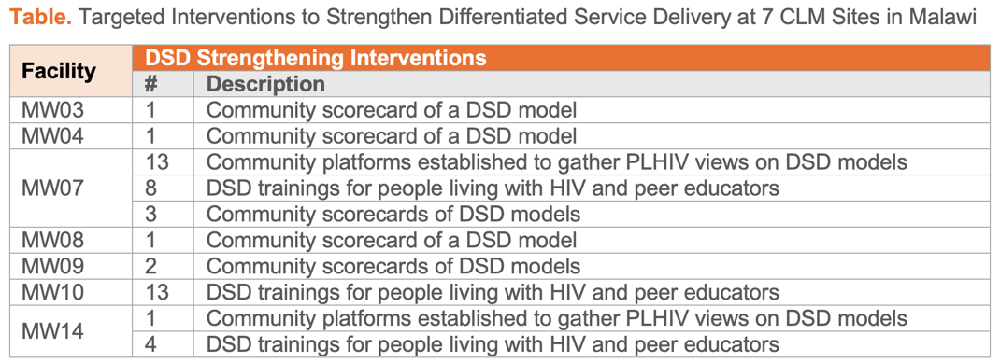 Table. Targeted Interventions to Strengthen Differentiated Service Delivery at 7 CLM Sites in Malawi
Facility
DSD Strengthening Interventions
# Description
MW03 1 Community scorecard of a DSD model
MW04 1 Community scorecard of a DSD model
MW07
13 Community platforms established to gather PLHIV views on DSD models
8 DSD trainings for people living with HIV and peer educators
3 Community scorecards of DSD models
MW08 1 Community scorecard of a DSD model
MW09 2 Community scorecards of DSD models
MW10 13 DSD trainings for people living with HIV and peer educators
MW14
1 Community platforms established to gather PLHIV views on DSD models
4 DSD trainings for people living with HIV and peer educators